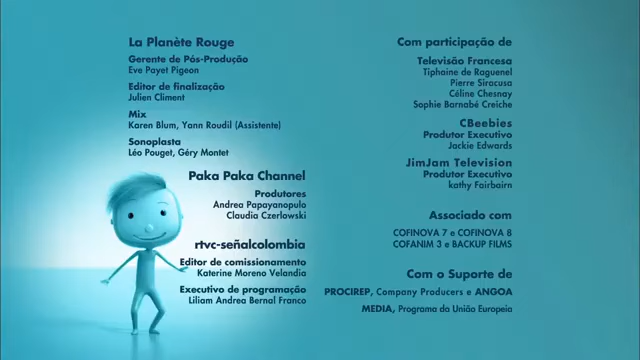 La Planète Rouge
Gerente de Pós-Produção
Eve Payet Pigeon
Editor de finalização
Julien Climent
Mix
Karen Blum, Yann Roudil (Assistente)
Sonoplasta
Léo Pouget, Géry Montet
Paka Paka Channel
Produtores
Andrea Papayanopulo
Claudia Czerlowski
rtvc-señalcolombia
Editor de comissionamento
Katerine Moreno Velandia
Executivo de programação
Liliam Andrea Bernal Franco
Com participação de
Televisão Francesa
Tiphaine de Raguenel
Pierre Siracusa
Céline Chesnay
Sophie Barnabé Creiche
CBeebies
Produtor Executivo
Jackie Edwards
JimJam Television
Produtor Executivo
kathy Fairbairn
Associado com
COFINOVA 7 e COFINOVA 8
COFANIM 3 e BACKUP FILMS
Com o Suporte de
PROCIREP, Company Producers e ANGOA
MEDIA, Programa da União Europeia